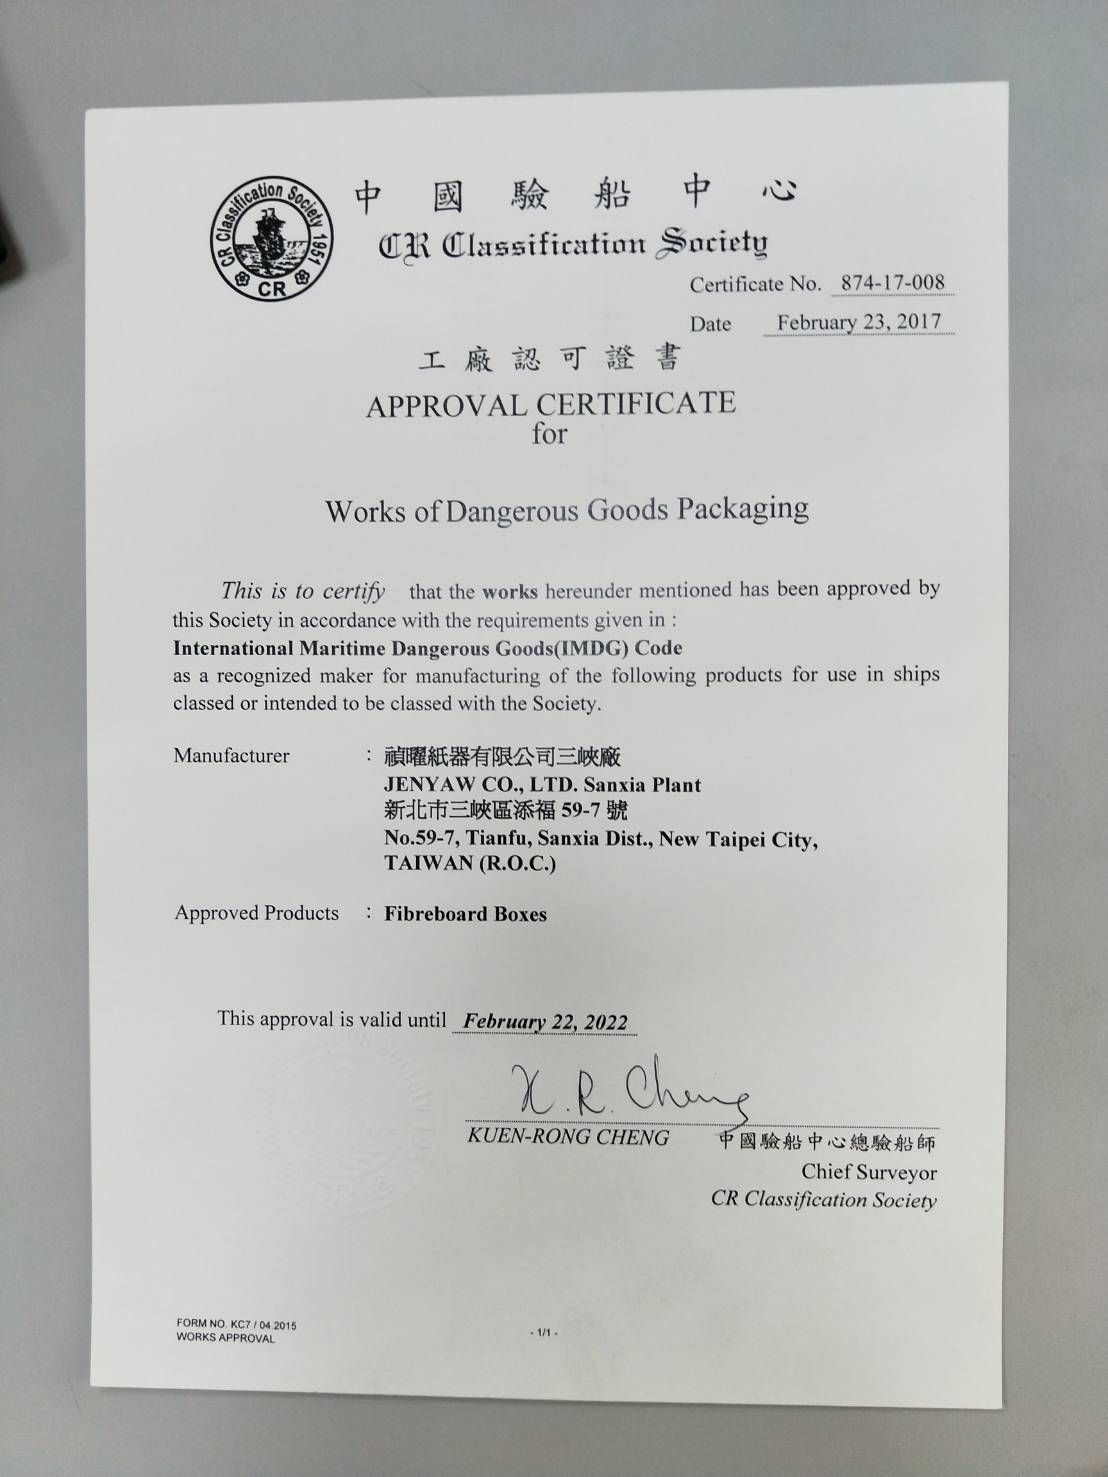 CR Classification Society 1951
CR
中國驗船中心
CR Classification Society
Certificate No. 874-17-008
Date February 23, 2017
工廠認可證書
APPROVAL CERTIFICATE
for
Works of Dangerous Goods Packaging
This is to certify that the works hereunder mentioned has been approved by
this Society in accordance with the requirements given in :
International Maritime Dangerous Goods(IMDG) Code
as a recognized maker for manufacturing of the following products for use in ships
classed or intended to be classed with the Society.
Manufacturer : 禎曜紙器有限公司三峽廠
JENYAW CO., LTD. Sanxia Plant
新北市三峽區添福 59-7 號
No.59-7, Tianfu, Sanxia Dist., New Taipei City,
TAIWAN (R.O.C.)
Approved Products : Fibreboard Boxes
This approval is valid until February 22, 2022
K. R. Cheng
KUEN-RONG CHENG 中國驗船中心總驗船師
Chief Surveyor
CR Classification Society
FORM NO. KC7 / 04.2015
WORKS APPROVAL
- 1/1 -